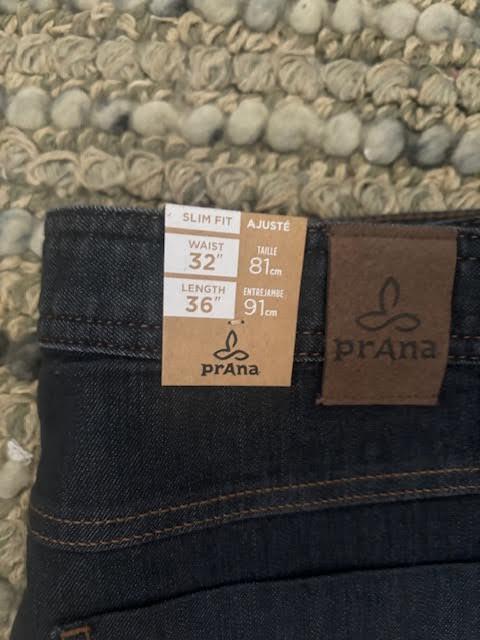 SLIM FIT AJUSTÉ
WAIST TAILLE
32" 81cm
LENGTH ENTREJAMBE
36" 91cm
prAna
prAna